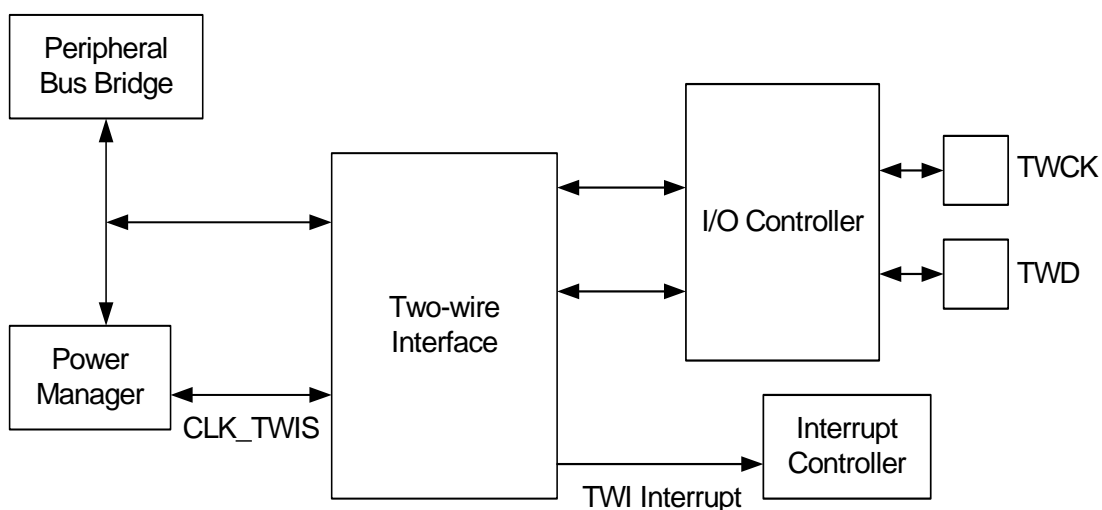 Peripheral
Bus Bridge
TWCK
I/O Controller
TWD
Two-wire
Interface
Power
Manager
CLK_TWIS
Interrupt
Controller
TWI Interrupt